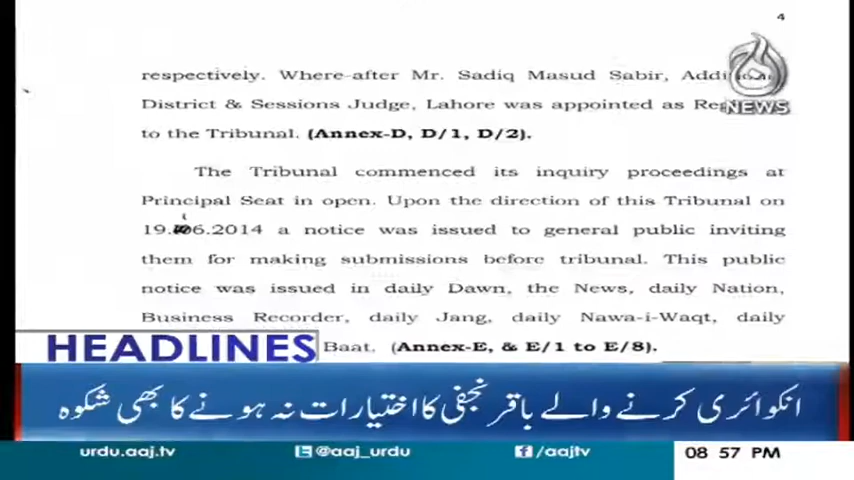 4
respectively. Where-after Mr. Sadiq Masud Sabir,
District & Sessions Judge, Lahore was appointed as
to the Tribunal. (Annex-D, D/1, D/2).
The Tribunal commenced its inquiry proceedings at
Principal Seat in open. Upon the direction of this Tribunal on
19.06.2014 a notice was issued to general public inviting
them for making submissions before tribunal. This public
notice was issued in daily Dawn, the News, daily Nation,
Business Recorder, daily Jang, daily Nawa-i-Waqt, daily
Baat. (Annex-E, & E/1 to E/8).
NEWS
HEADLINES
انکوائری کرنے والے باقر نجفی کا اختیارات نہ ہونے کا بھی شکوہ
urdu.aaj.tv @aaj_urdu /aajtv 08 57 PM